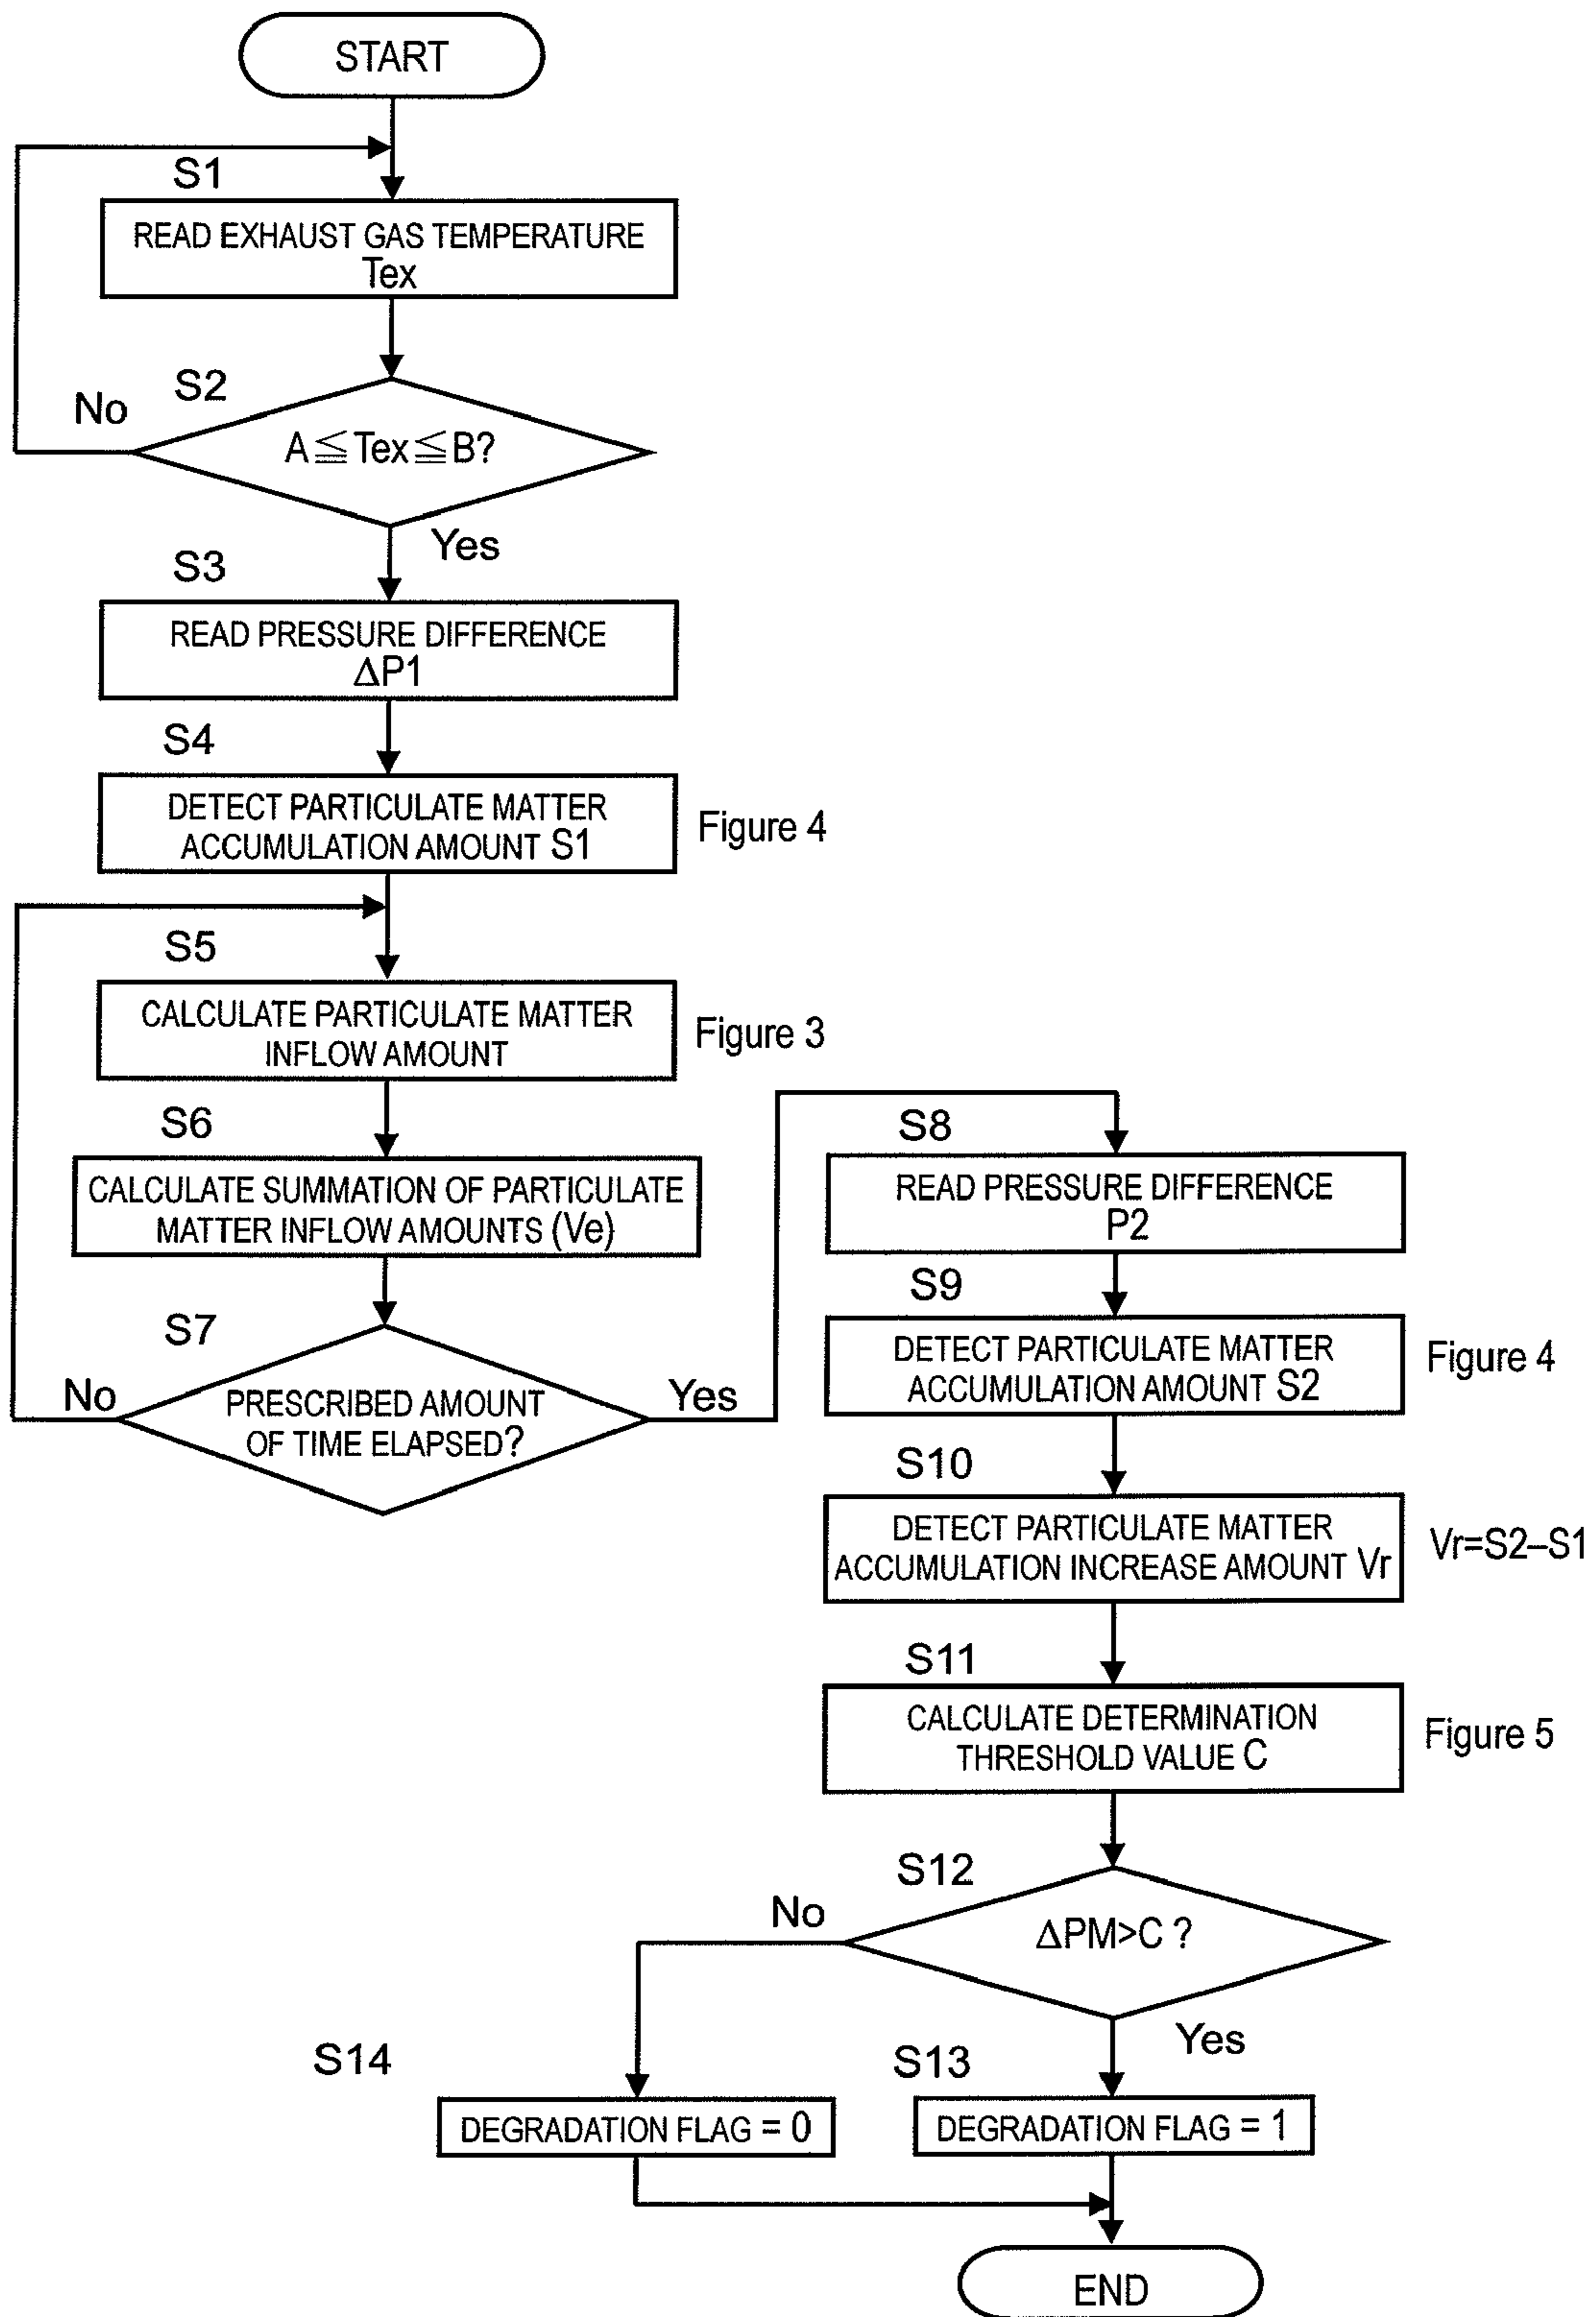 START
S1
READ EXHAUST GAS TEMPERATURE
Tex
S2
No
A≦Tex≦B?
Yes
S3
READ PRESSURE DIFFERENCE
ΔP1
S4
DETECT PARTICULATE MATTER
ACCUMULATION AMOUNT S1
Figure 4
S5
CALCULATE PARTICULATE MATTER
INFLOW AMOUNT
Figure 3
S6
CALCULATE SUMMATION OF PARTICULATE
MATTER INFLOW AMOUNTS (Ve)
S7
No
PRESCRIBED AMOUNT
OF TIME ELAPSED?
Yes
S8
READ PRESSURE DIFFERENCE
P2
S9
DETECT PARTICULATE MATTER
ACCUMULATION AMOUNT S2
Figure 4
S10
DETECT PARTICULATE MATTER
ACCUMULATION INCREASE AMOUNT Vr
Vr=S2–S1
S11
CALCULATE DETERMINATION
THRESHOLD VALUE C
Figure 5
S12
No
ΔPM>C ?
Yes
S14
DEGRADATION FLAG = 0
S13
DEGRADATION FLAG = 1
END